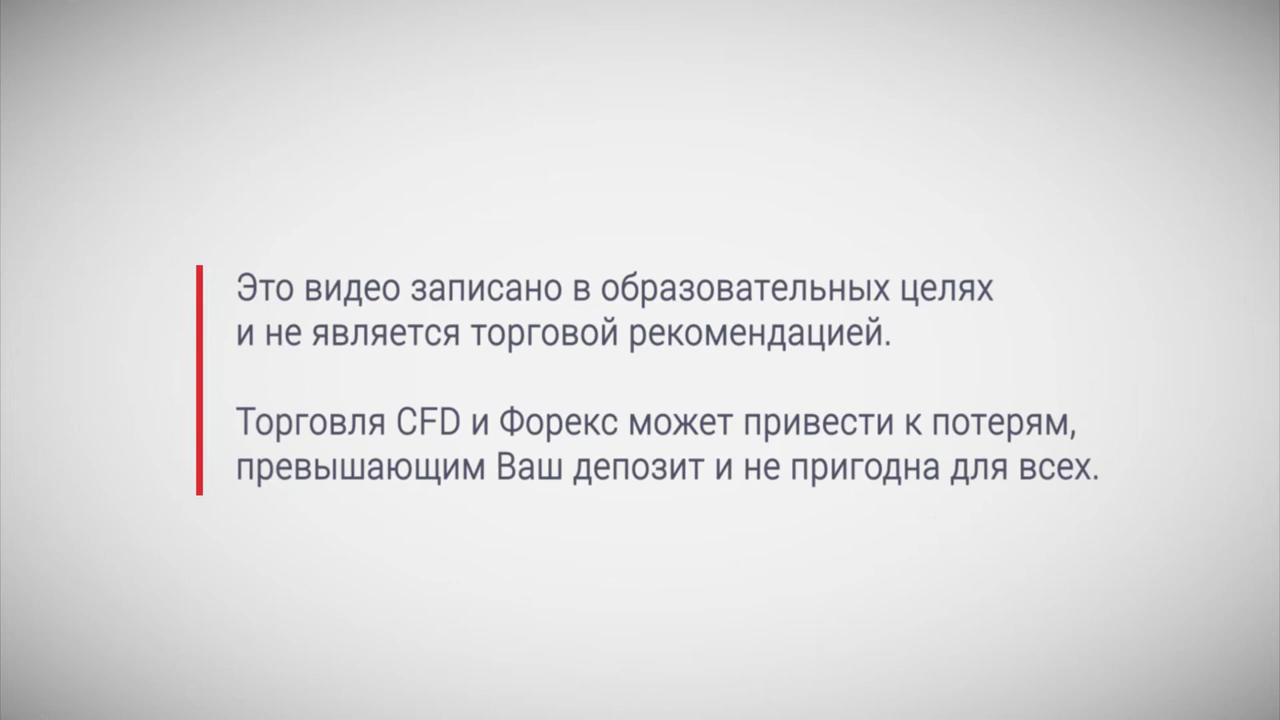 Это видео записано в образовательных целях
и не является торговой рекомендацией.
Торговля CFD и Форекс может привести к потерям,
превышающим Ваш депозит и не пригодна для всех.